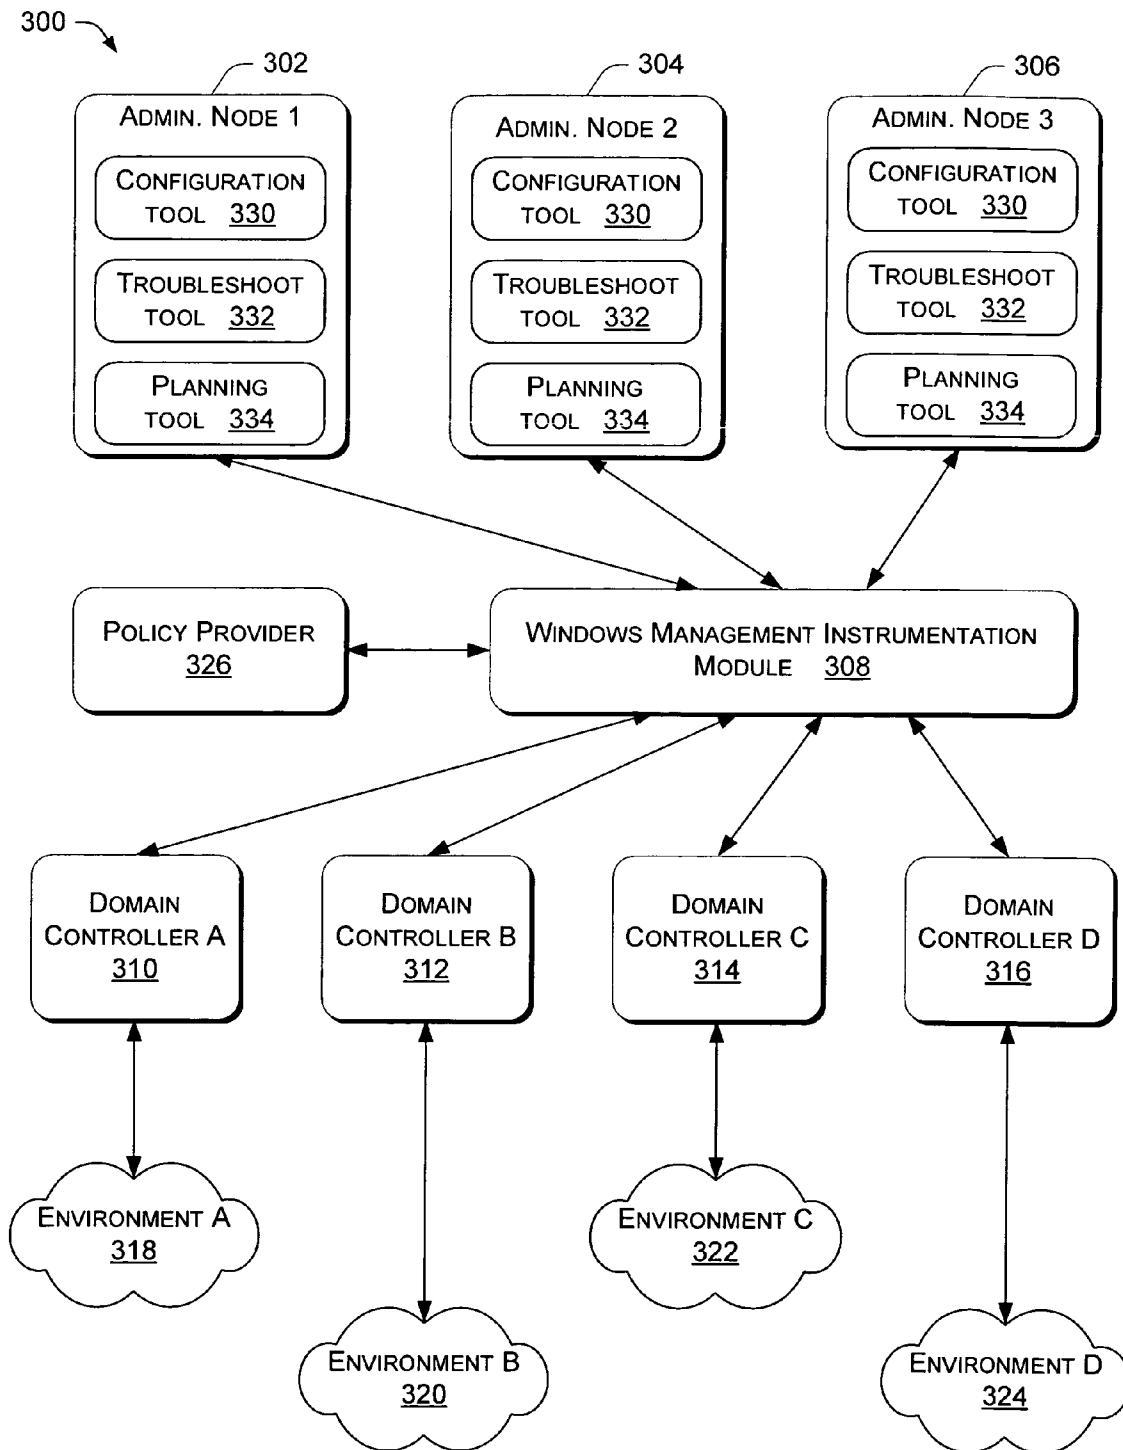 300
302
304
306
ADMIN. NODE 1
CONFIGURATION
TOOL 330
TROUBLESHOOT
TOOL 332
PLANNING
TOOL 334
ADMIN. NODE 2
CONFIGURATION
TOOL 330
TROUBLESHOOT
TOOL 332
PLANNING
TOOL 334
ADMIN. NODE 3
CONFIGURATION
TOOL 330
TROUBLESHOOT
TOOL 332
PLANNING
TOOL 334
POLICY PROVIDER
326
WINDOWS MANAGEMENT INSTRUMENTATION
MODULE 308
DOMAIN
CONTROLLER A
310
DOMAIN
CONTROLLER B
312
DOMAIN
CONTROLLER C
314
DOMAIN
CONTROLLER D
316
ENVIRONMENT A
318
ENVIRONMENT B
320
ENVIRONMENT C
322
ENVIRONMENT D
324